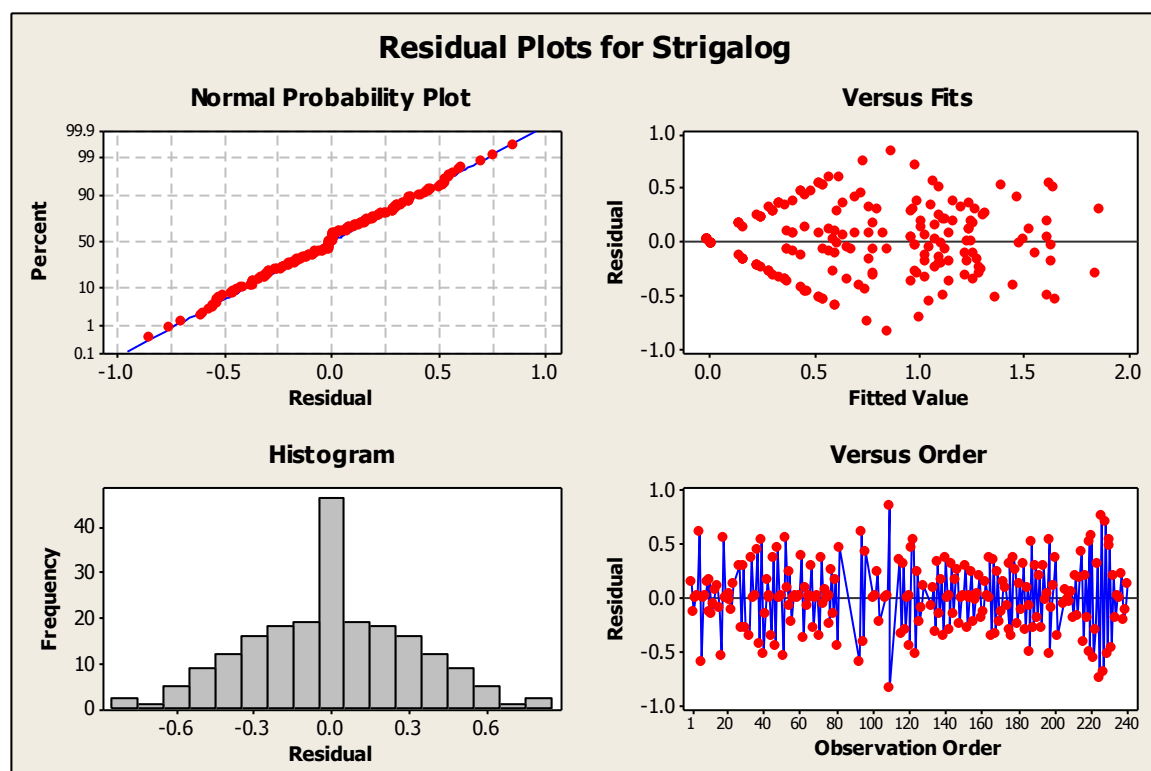 Residual Plots for Strigalog
Normal Probability Plot
Percent
99.9
99
90
50
10
1
0.1
-1.0 -0.5 0.0 0.5 1.0
Residual
Versus Fits
Residual
1.0
0.5
0.0
-0.5
-1.0
0.0 0.5 1.0 1.5 2.0
Fitted Value
Histogram
Frequency
40
30
20
10
0
-0.6 -0.3 0.0 0.3 0.6
Residual
Versus Order
Residual
1.0
0.5
0.0
-0.5
-1.0
1 20 40 60 80 100 120 140 160 180 200 220 240
Observation Order